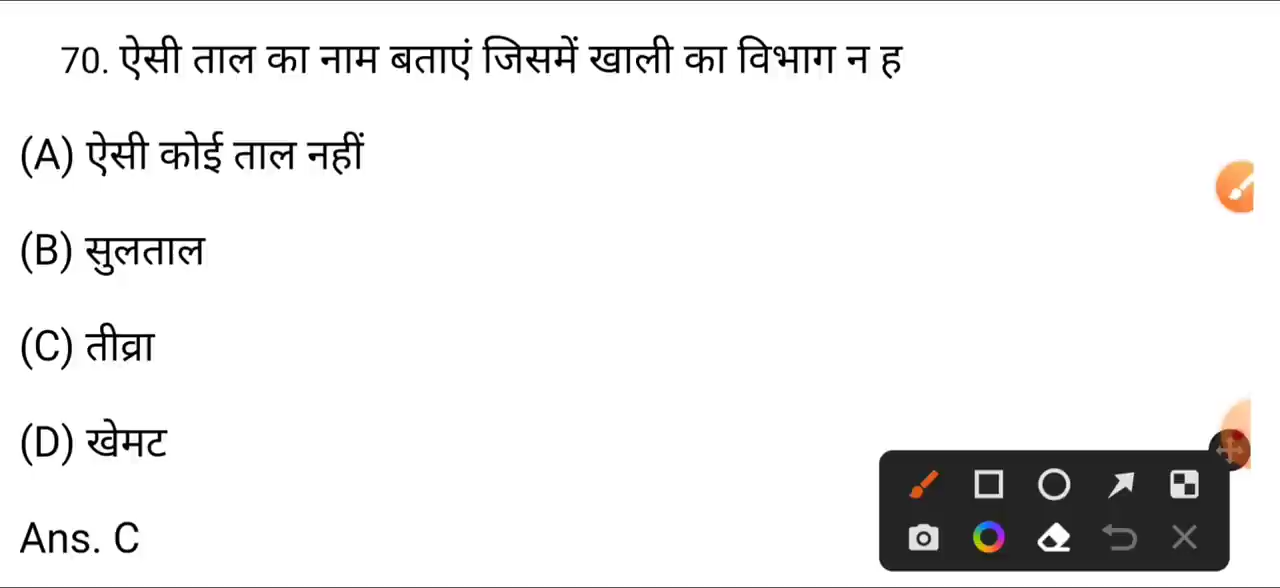 70. ऐसी ताल का नाम बताएं जिसमें खाली का विभाग न ह
(A) ऐसी कोई ताल नहीं
(B) सुलताल
(C) तीव्रा
(D) खेमट
Ans. C